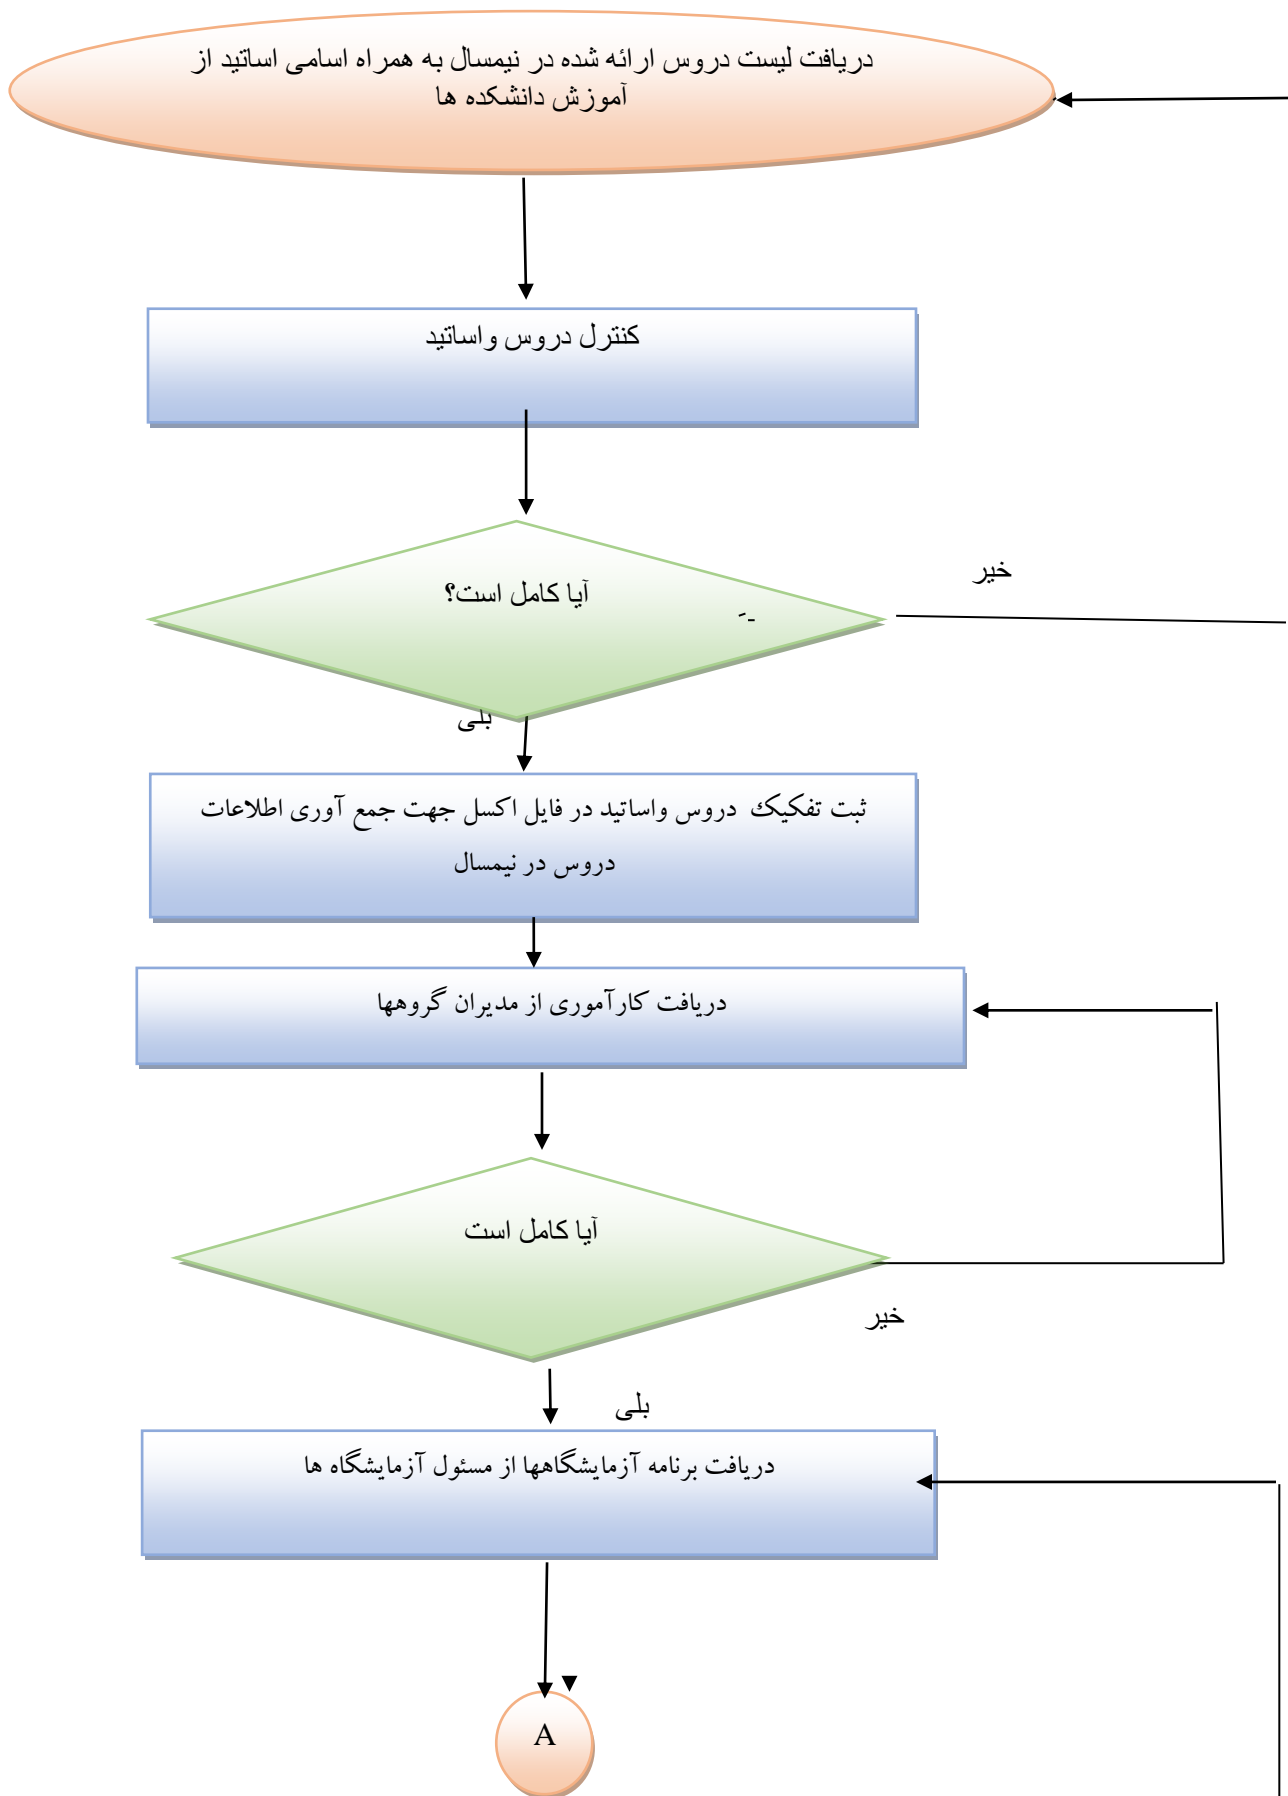 دریافت لیست دروس ارائه شده در نیمسال به همراه اسامی اساتید از
آموزش دانشکده ها
کنترل دروس واساتید
آیا کامل است؟
خیر
بلی
ثبت تفکیک دروس واساتید در فایل اکسل جهت جمع آوری اطلاعات
دروس در نیمسال
دریافت کارآموری از مدیران گروهها
آیا کامل است
خیر
بلی
دریافت برنامه آزمایشگاهها از مسئول آزمایشگاه ها
A